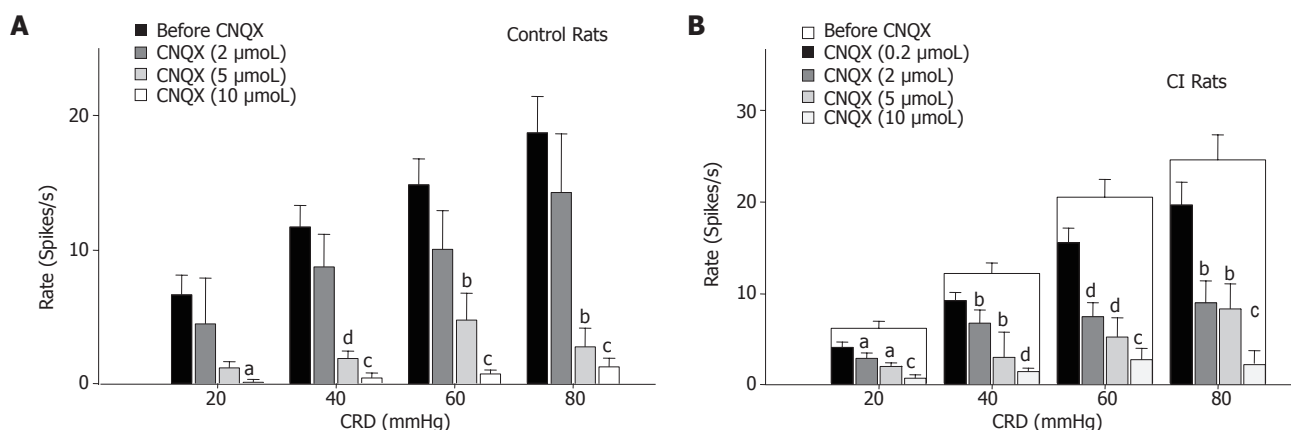 A
Before CNQX
CNQX (2 µmoL)
CNQX (5 µmoL)
CNQX (10 µmoL)
Control Rats
Rate (Spikes/s)
20
10
0
a
d
c
b
c
b
c
20
40
60
80
CRD (mmHg)
B
Before CNQX
CNQX (0.2 µmoL)
CNQX (2 µmoL)
CNQX (5 µmoL)
CNQX (10 µmoL)
CI Rats
Rate (Spikes/s)
30
20
10
0
a
a
c
b
b
d
d
d
c
b
b
c
20
40
60
80
CRD (mmHg)